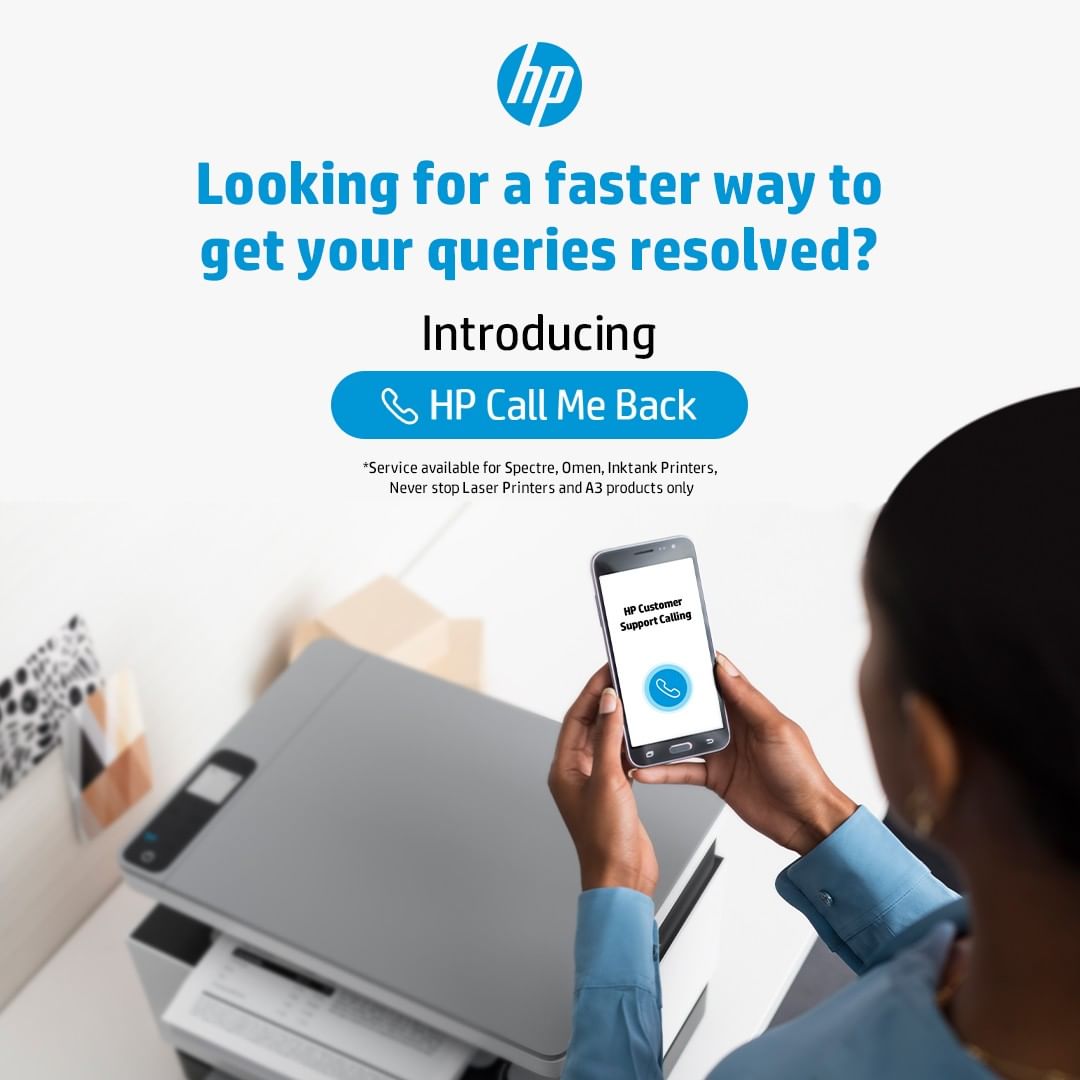 hp
Looking for a faster way to
get your queries resolved?
Introducing
HP Call Me Back
*Service available for Spectre, Omen, Inktank Printers,
Never stop Laser Printers and A3 products only
HP Customer
Support Calling